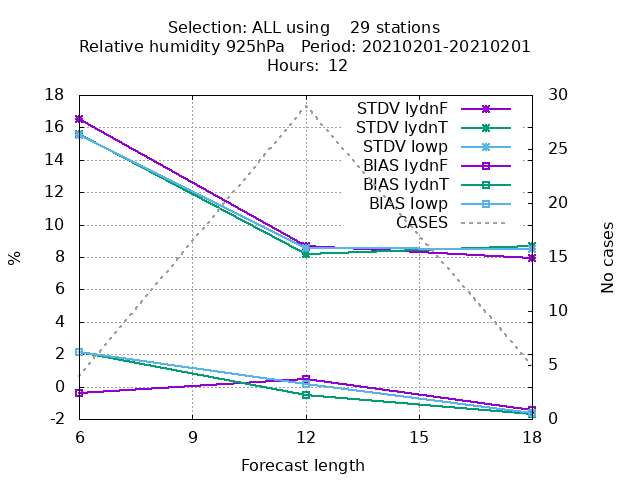 Selection: ALL using    29 stations
Relative humidity 925hPa   Period: 20210201-20210201
Hours: 12
18
16
14
12
10
8
6
4
2
0
-2
%
30
25
20
15
10
5
0
No cases
STDV lydnF
STDV lydnT
STDV lowp
BIAS lydnF
BIAS lydnT
BIAS lowp
CASES
6
9
12
15
18
Forecast length